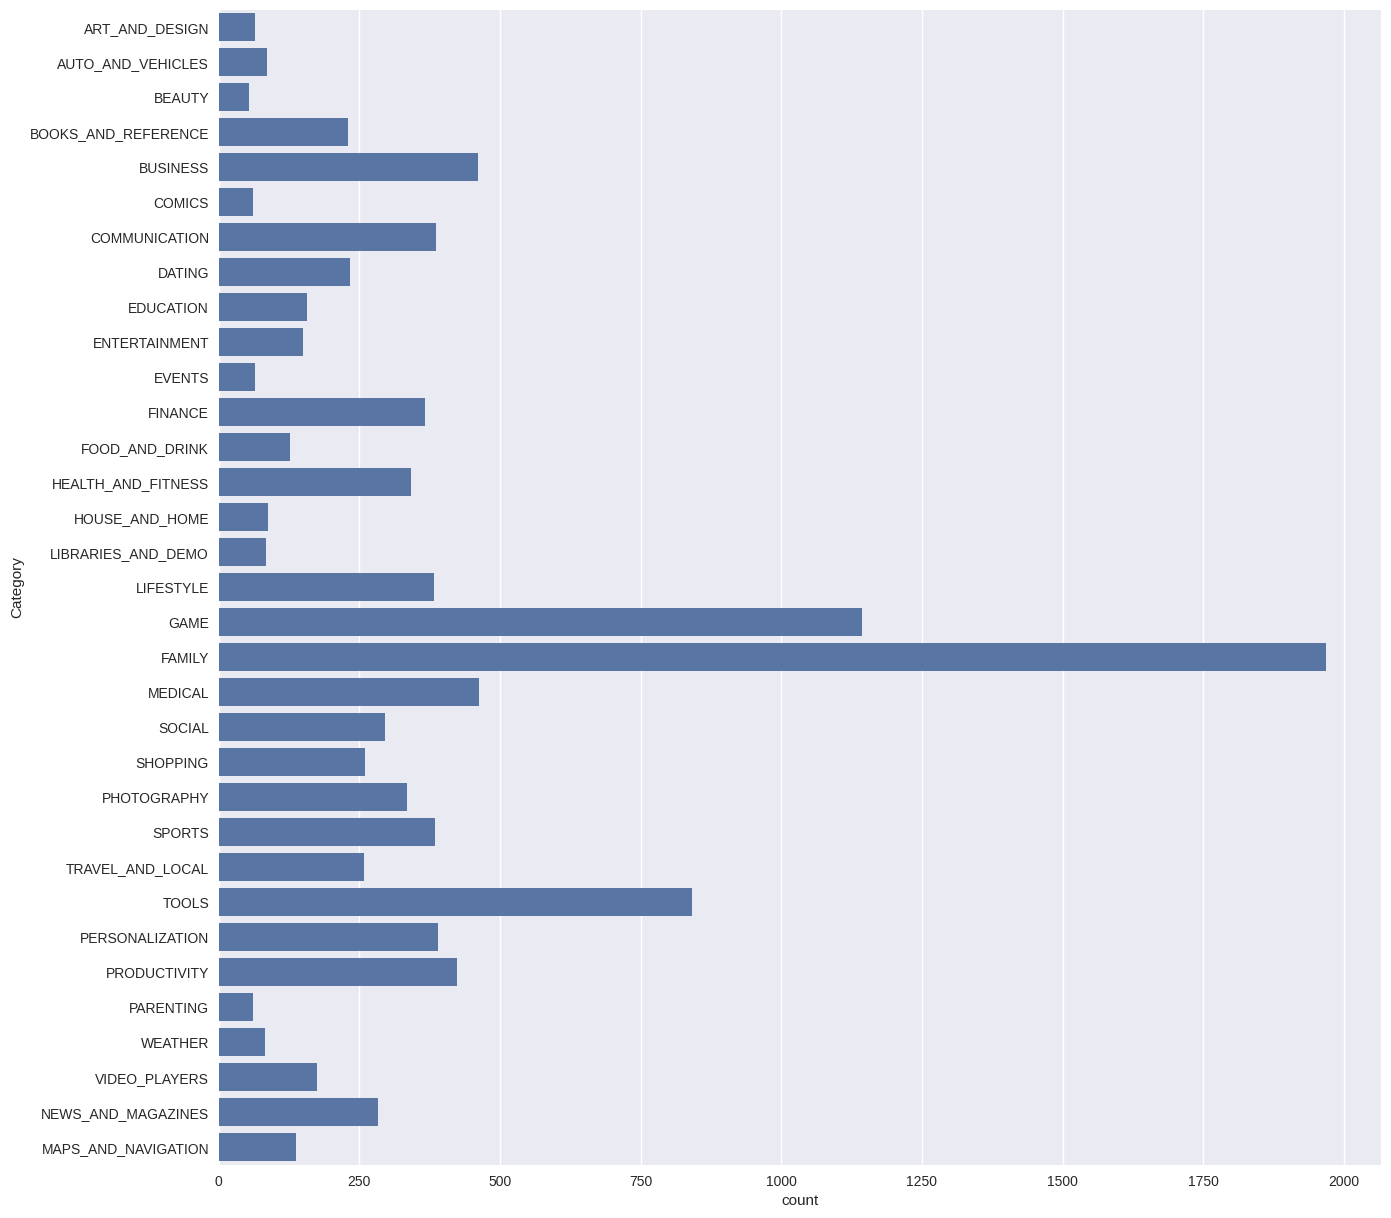 ART_AND_DESIGN
AUTO_AND_VEHICLES
BEAUTY
BOOKS_AND_REFERENCE
BUSINESS
COMICS
COMMUNICATION
DATING
EDUCATION
ENTERTAINMENT
EVENTS
FINANCE
FOOD_AND_DRINK
HEALTH_AND_FITNESS
HOUSE_AND_HOME
LIBRARIES_AND_DEMO
LIFESTYLE
GAME
FAMILY
MEDICAL
SOCIAL
SHOPPING
PHOTOGRAPHY
SPORTS
TRAVEL_AND_LOCAL
TOOLS
PERSONALIZATION
PRODUCTIVITY
PARENTING
WEATHER
VIDEO_PLAYERS
NEWS_AND_MAGAZINES
MAPS_AND_NAVIGATION
Category
0 250 500 750 1000 1250 1500 1750 2000
count